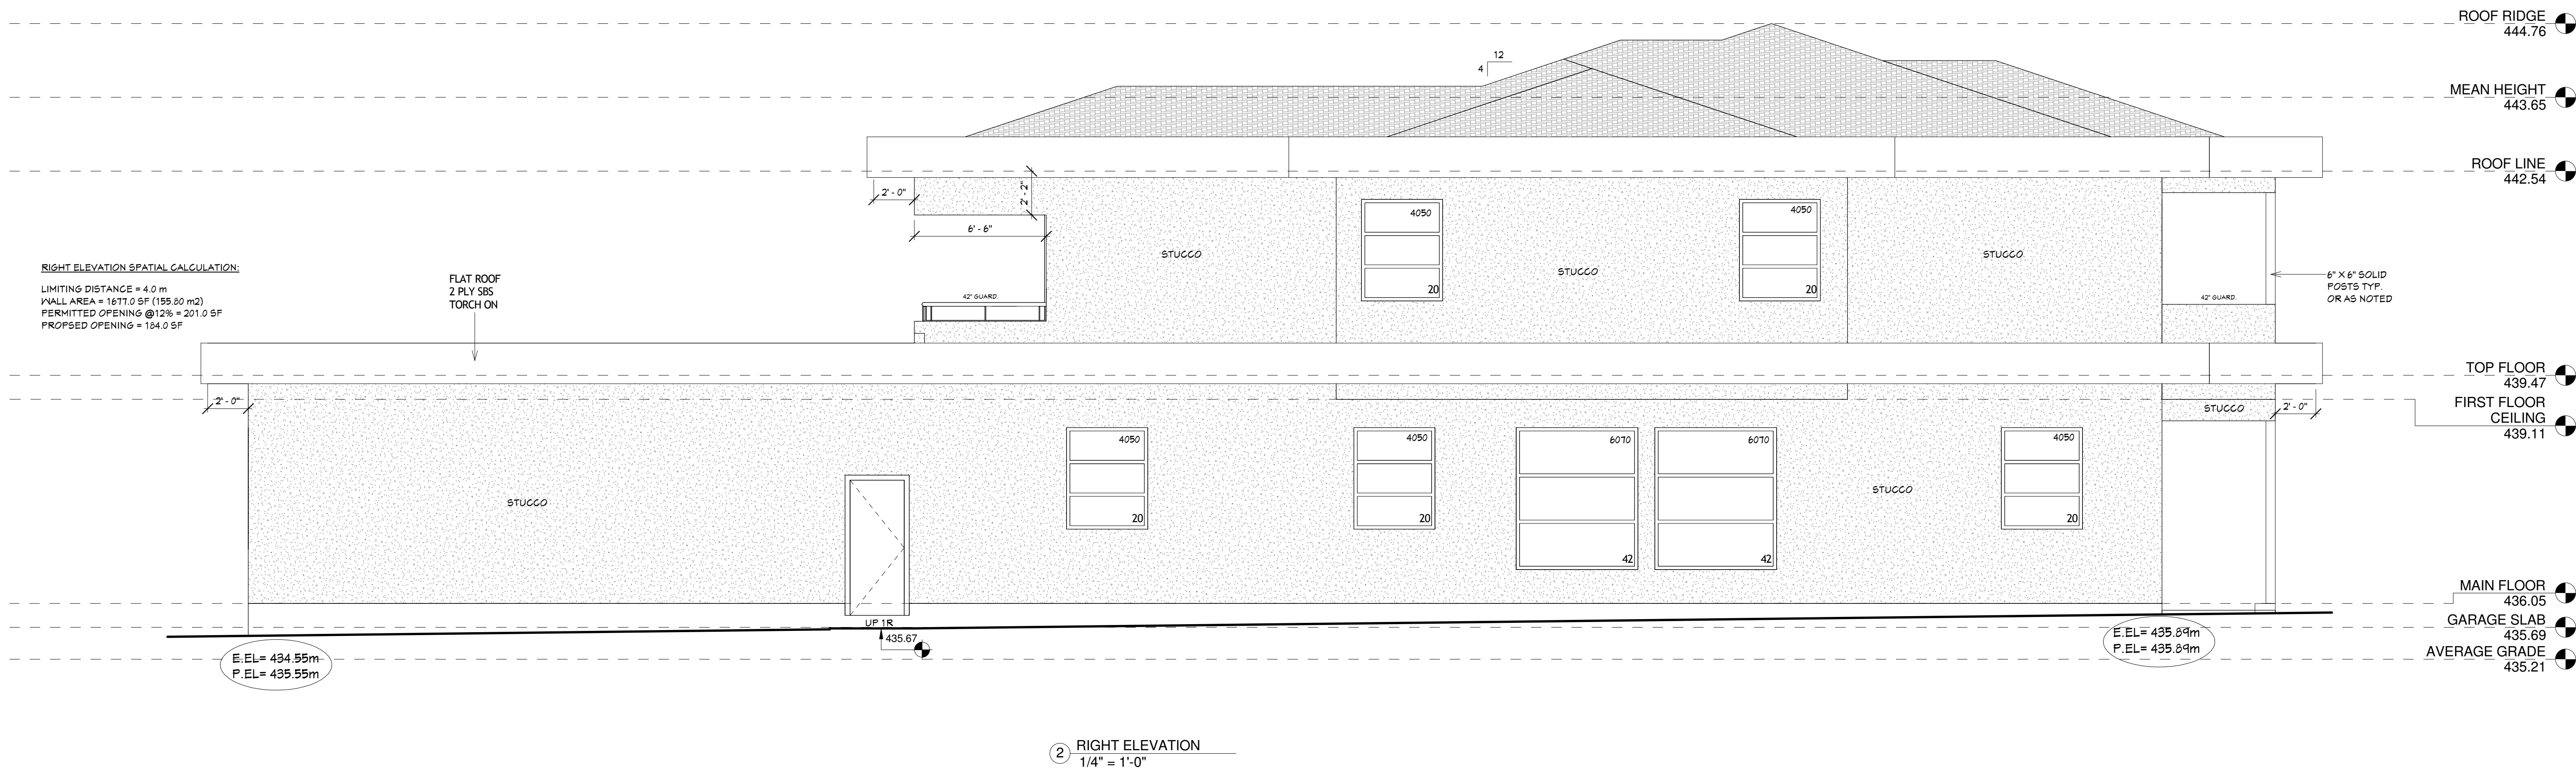 ROOF RIDGE
444.76
12
4
MEAN HEIGHT
443.65
ROOF LINE
442.54
2' - 0"
2' - 2"
6' - 6"
4050
20
4050
20
STUCCO
STUCCO
STUCCO
RIGHT ELEVATION SPATIAL CALCULATION:
LIMITING DISTANCE = 4.0 m
WALL AREA = 1677.0 SF (155.80 m2)
PERMITTED OPENING @12% = 201.0 SF
PROPSED OPENING = 184.0 SF
FLAT ROOF
2 PLY SBS
TORCH ON
42" GUARD.
42" GUARD.
6" X 6" SOLID
POSTS TYP.
OR AS NOTED
TOP FLOOR
439.47
FIRST FLOOR
CEILING
439.11
2' - 0"
STUCCO
2' - 0"
4050
20
4050
20
6070
42
6070
42
4050
20
STUCCO
STUCCO
MAIN FLOOR
436.05
GARAGE SLAB
435.69
AVERAGE GRADE
435.21
UP 1R
435.67
E.EL= 434.55m
P.EL= 435.55m
E.EL= 435.89m
P.EL= 435.89m
2 RIGHT ELEVATION
1/4" = 1'-0"